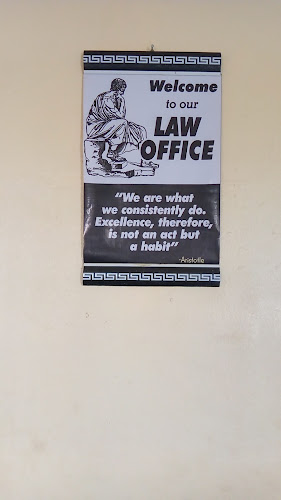 Welcome
to our
LAW
OFFICE
"We are what
we consistently do.
Excellence, therefore,
is not an act but
a habit"
-Aristotle